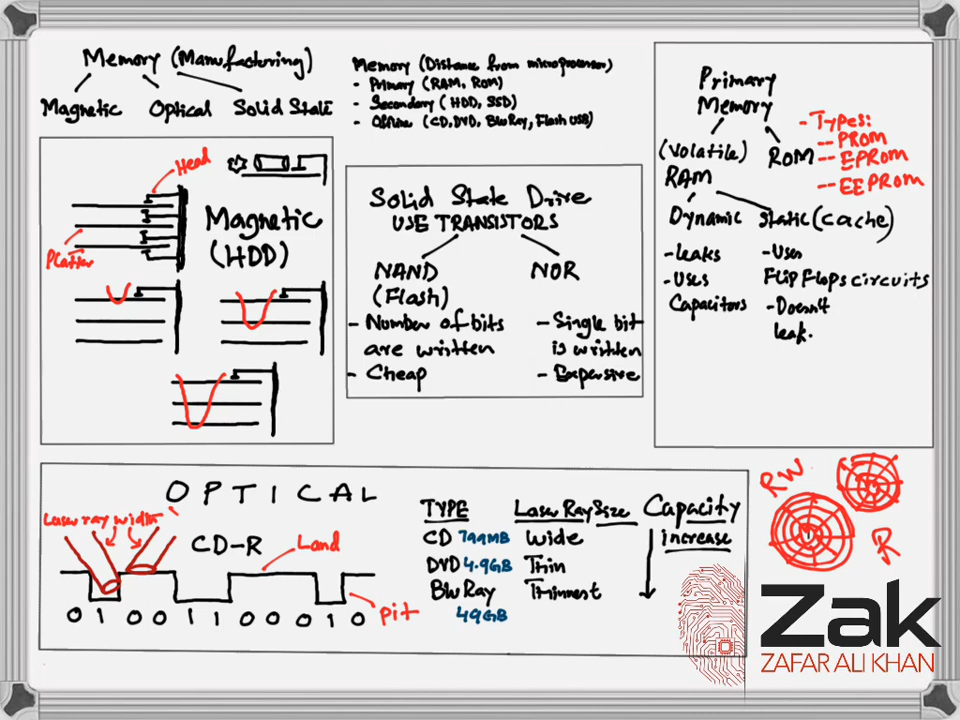 Memory (Manufacturing)
Magnetic Optical Solid State
Memory (Distance from microprocessor)
- Primary (RAM, ROM)
- Secondary (HDD, SSD)
- Offline (CD, DVD, BluRay, Flash USB)
Head
Platter
Magnetic
(HDD)
Solid State Drive
USE TRANSISTORS
NAND
(Flash)
- Number of bits
are written
- Cheap
NOR
- Single bit
is written
- Expensive
Primary
Memory
(Volatile)
RAM
ROM
- Types:
-- PROM
-- EPROM
-- EEPROM
Dynamic
- Leaks
- Uses
Capacitors
Static (cache)
- Uses
Flip Flops circuits
- Doesn't
leak.
OPTICAL
Laser ray width
CD-R
Land
Pit
0 1 0 0 1 1 0 0 0 1 0
TYPE Laser Ray Size Capacity
CD 799MB Wide increase
DVD 4.9GB Thin
BluRay Thinnest
49GB
RW
R
Zak
ZAFAR ALI KHAN